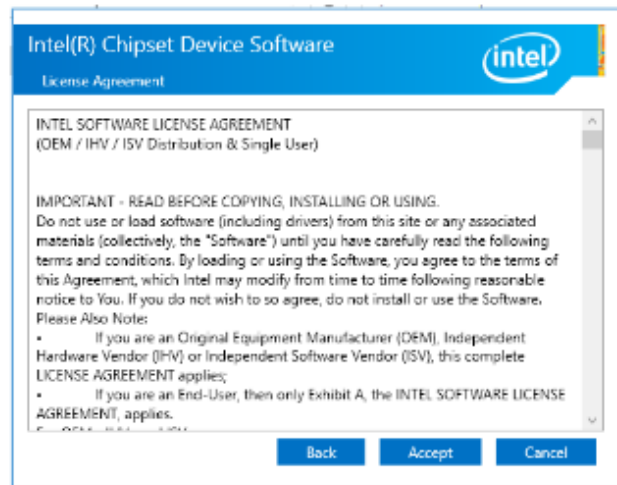 Intel(R) Chipset Device Software
intel
License Agreement
INTEL SOFTWARE LICENSE AGREEMENT
(OEM / IHV / ISV Distribution & Single User)
IMPORTANT - READ BEFORE COPYING, INSTALLING OR USING.
Do not use or load software (including drivers) from this site or any associated
materials (collectively, the "Software") until you have carefully read the following
terms and conditions. By loading or using the Software, you agree to the terms of
this Agreement, which Intel may modify from time to time following reasonable
notice to You. If you do not wish to so agree, do not install or use the Software.
Please Also Note:
• If you are an Original Equipment Manufacturer (OEM), Independent
Hardware Vendor (IHV) or Independent Software Vendor (ISV), this complete
LICENSE AGREEMENT applies;
• If you are an End-User, then only Exhibit A, the INTEL SOFTWARE LICENSE
AGREEMENT, applies.
Back Accept Cancel